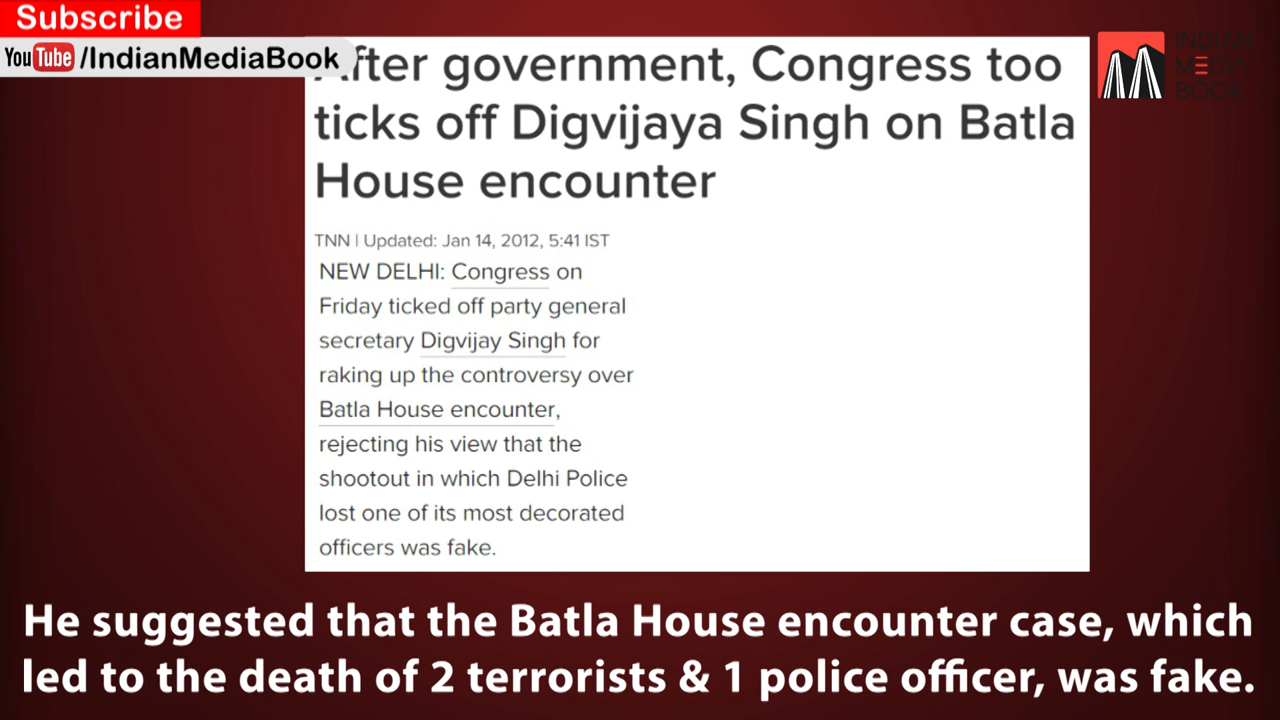 Subscribe
YouTube /IndianMediaBook
INDIAN
MEDIA
BOOK
After government, Congress too
ticks off Digvijaya Singh on Batla
House encounter
TNN | Updated: Jan 14, 2012, 5:41 IST
NEW DELHI: Congress on
Friday ticked off party general
secretary Digvijay Singh for
raking up the controversy over
Batla House encounter,
rejecting his view that the
shootout in which Delhi Police
lost one of its most decorated
officers was fake.
He suggested that the Batla House encounter case, which
led to the death of 2 terrorists & 1 police officer, was fake.